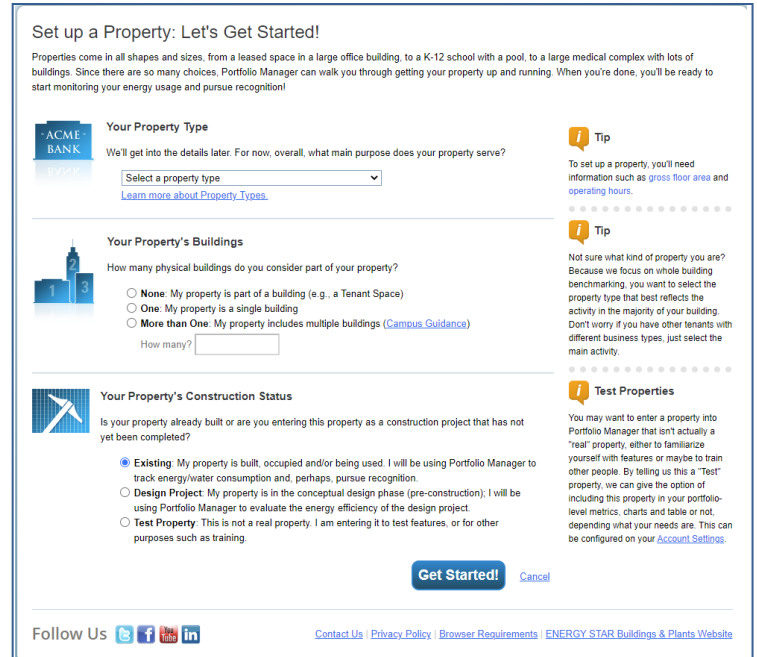 Set up a Property: Let's Get Started!
Properties come in all shapes and sizes, from a leased space in a large office building, to a K-12 school with a pool, to a large medical complex with lots of
buildings. Since there are so many choices, Portfolio Manager can walk you through getting your property up and running. When you're done, you'll be ready to
start monitoring your energy usage and pursue recognition!
ACME
BANK
Your Property Type
We'll get into the details later. For now, overall, what main purpose does your property serve?
Select a property type
Learn more about Property Types.
1
2
3
Your Property's Buildings
How many physical buildings do you consider part of your property?
None: My property is part of a building (e.g., a Tenant Space)
One: My property is a single building
More than One: My property includes multiple buildings (Campus Guidance)
How many?
Your Property's Construction Status
Is your property already built or are you entering this property as a construction project that has not
yet been completed?
Existing: My property is built, occupied and/or being used. I will be using Portfolio Manager to
track energy/water consumption and, perhaps, pursue recognition.
Design Project: My property is in the conceptual design phase (pre-construction); I will be
using Portfolio Manager to evaluate the energy efficiency of the design project.
Test Property: This is not a real property. I am entering it to test features, or for other
purposes such as training.
Get Started!
Cancel
Tip
To set up a property, you'll need
information such as gross floor area and
operating hours.
Tip
Not sure what kind of property you are?
Because we focus on whole building
benchmarking, you want to select the
property type that best reflects the
activity in the majority of your building.
Don't worry if you have other tenants with
different business types, just select the
main activity.
Test Properties
You may want to enter a property into
Portfolio Manager that isn't actually a
"real" property, either to familiarize
yourself with features or maybe to train
other people. By telling us this a "Test"
property, we can give the option of
including this property in your portfolio-
level metrics, charts and table or not,
depending what your needs are. This can
be configured on your Account Settings.
Follow Us
You
Tube
in
Contact Us | Privacy Policy | Browser Requirements | ENERGY STAR Buildings & Plants Website